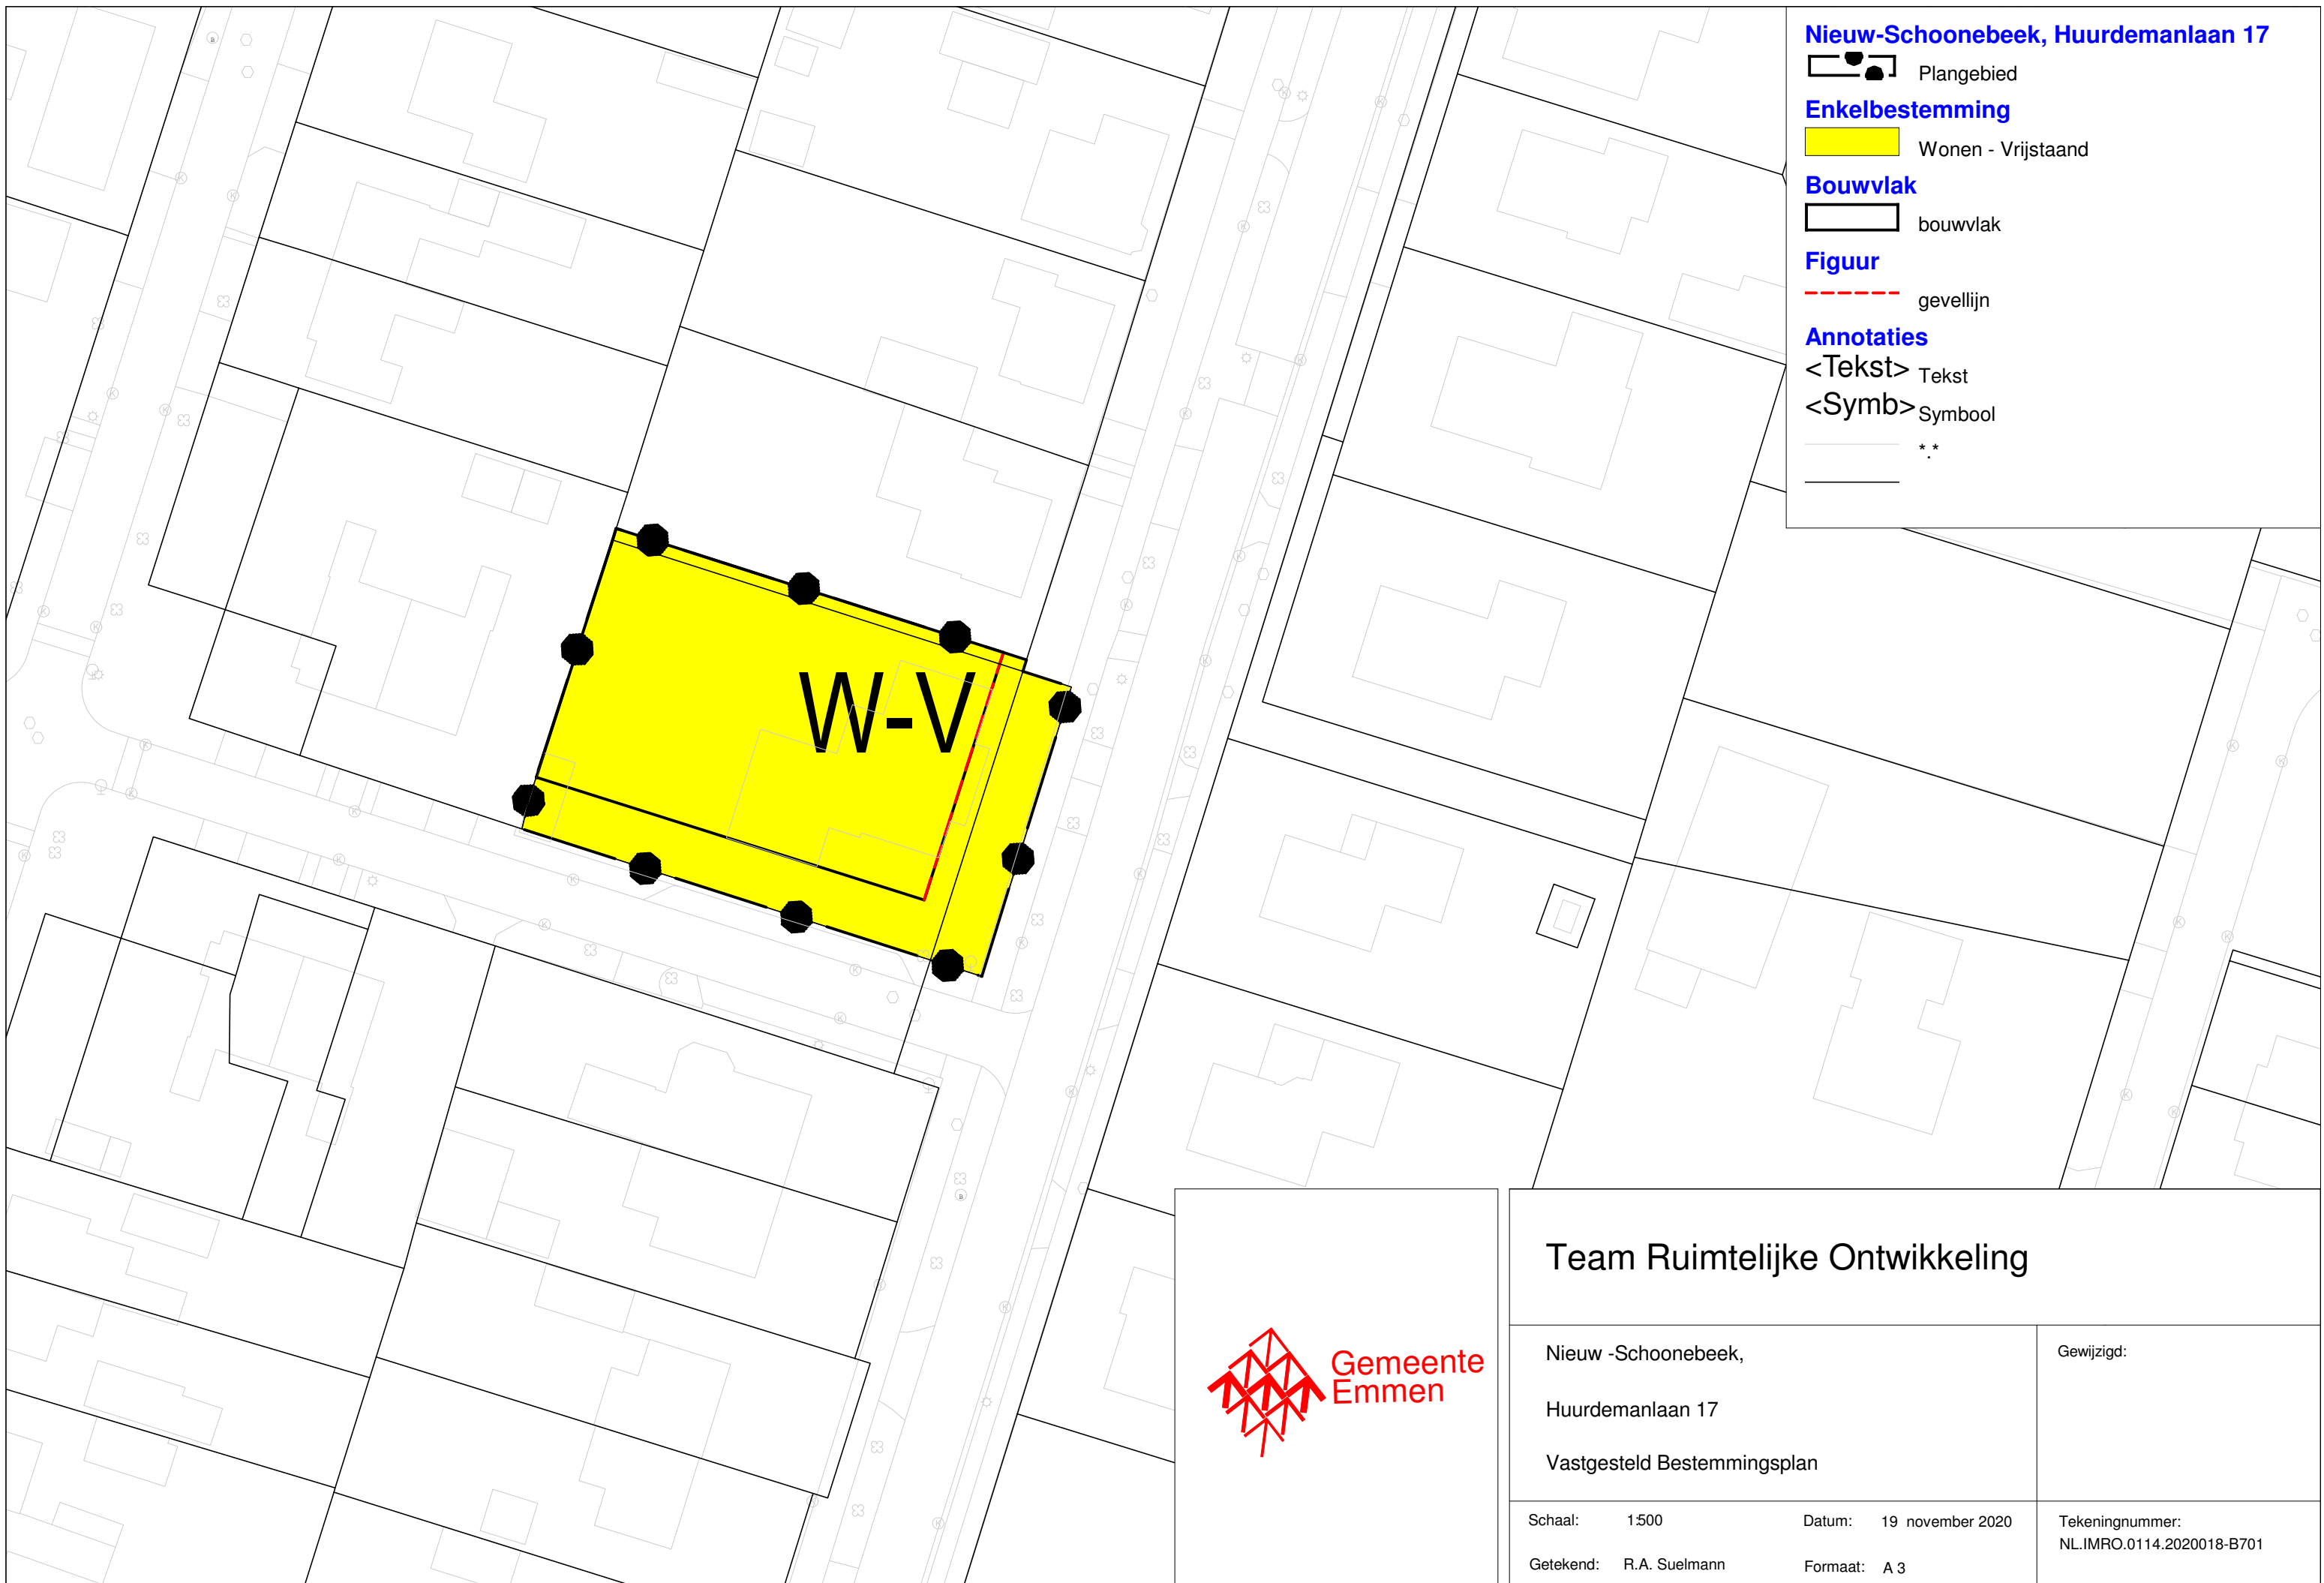 Nieuw-Schoonebeek, Huurdemanlaan 17
Plangebied
Enkelbestemming
Wonen - Vrijstaand
Bouwvlak
bouwvlak
Figuur
gevellijn
Annotaties
<Tekst> Tekst
<Symb> Symbool
*.*
W-V
Gemeente
Emmen
Team Ruimtelijke Ontwikkeling
Nieuw -Schoonebeek,
Huurdemanlaan 17
Vastgesteld Bestemmingsplan
Gewijzigd:
Schaal: 1:500
Datum: 19 november 2020
Getekend: R.A. Suelmann
Formaat: A 3
Tekeningnummer:
NL.IMRO.0114.2020018-B701